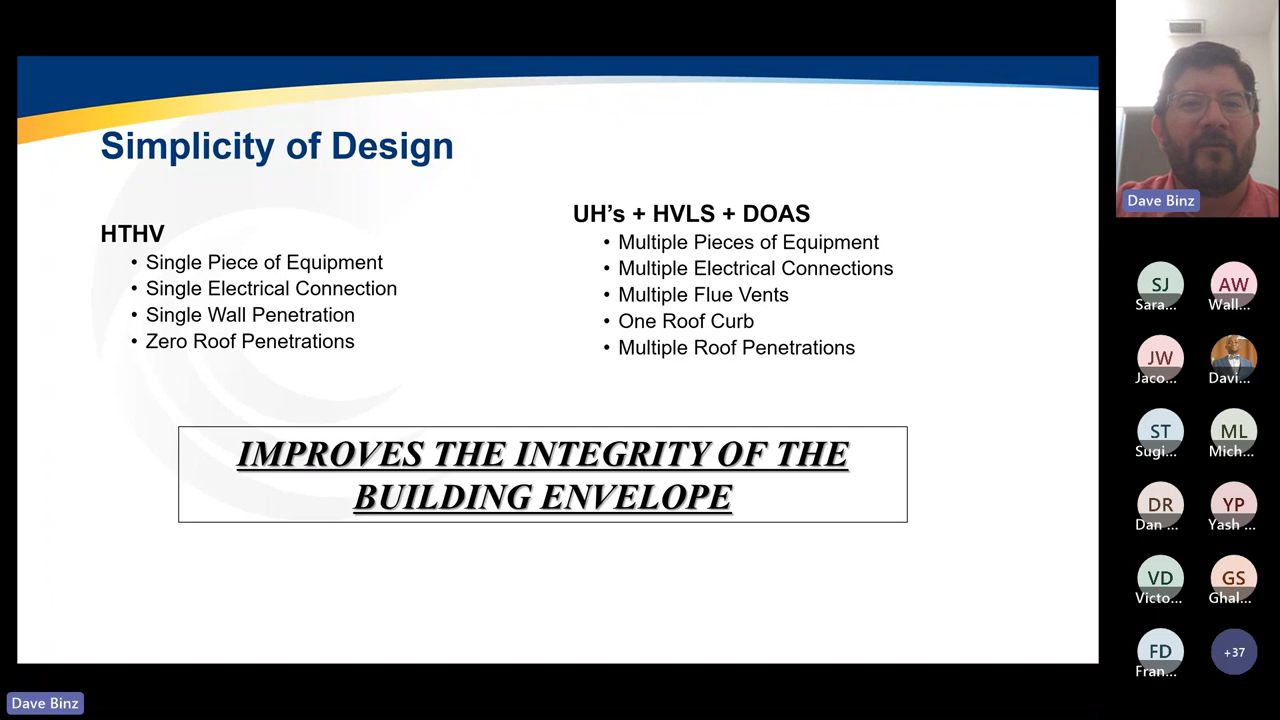 Simplicity of Design
HTHV
• Single Piece of Equipment
• Single Electrical Connection
• Single Wall Penetration
• Zero Roof Penetrations
UH's + HVLS + DOAS
• Multiple Pieces of Equipment
• Multiple Electrical Connections
• Multiple Flue Vents
• One Roof Curb
• Multiple Roof Penetrations
IMPROVES THE INTEGRITY OF THE
BUILDING ENVELOPE
Dave Binz
SJ
Sara...
AW
Wall...
JW
Jaco...
Davi...
ST
Sugi...
ML
Mich...
DR
Dan ...
YP
Yash ...
VD
Victo...
GS
Ghal...
FD
Fran...
+37
Dave Binz